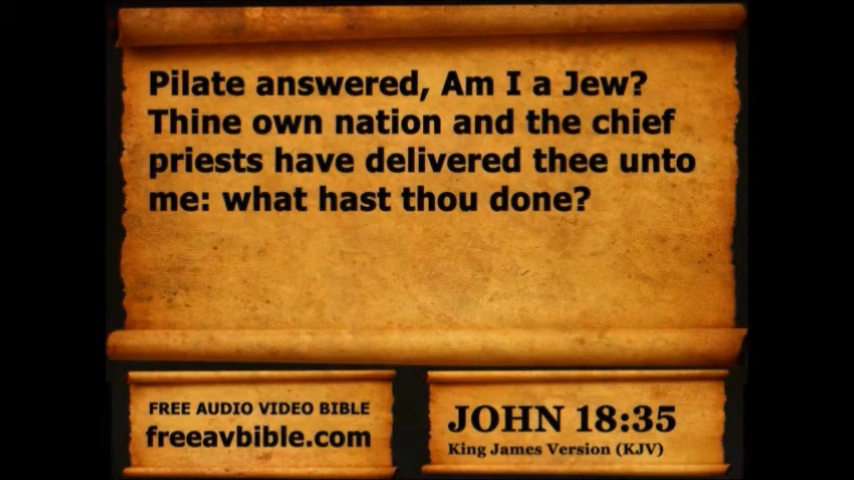 Pilate answered, Am I a Jew?
Thine own nation and the chief
priests have delivered thee unto
me: what hast thou done?
FREE AUDIO VIDEO BIBLE
freeavbible.com
JOHN 18:35
King James Version (KJV)